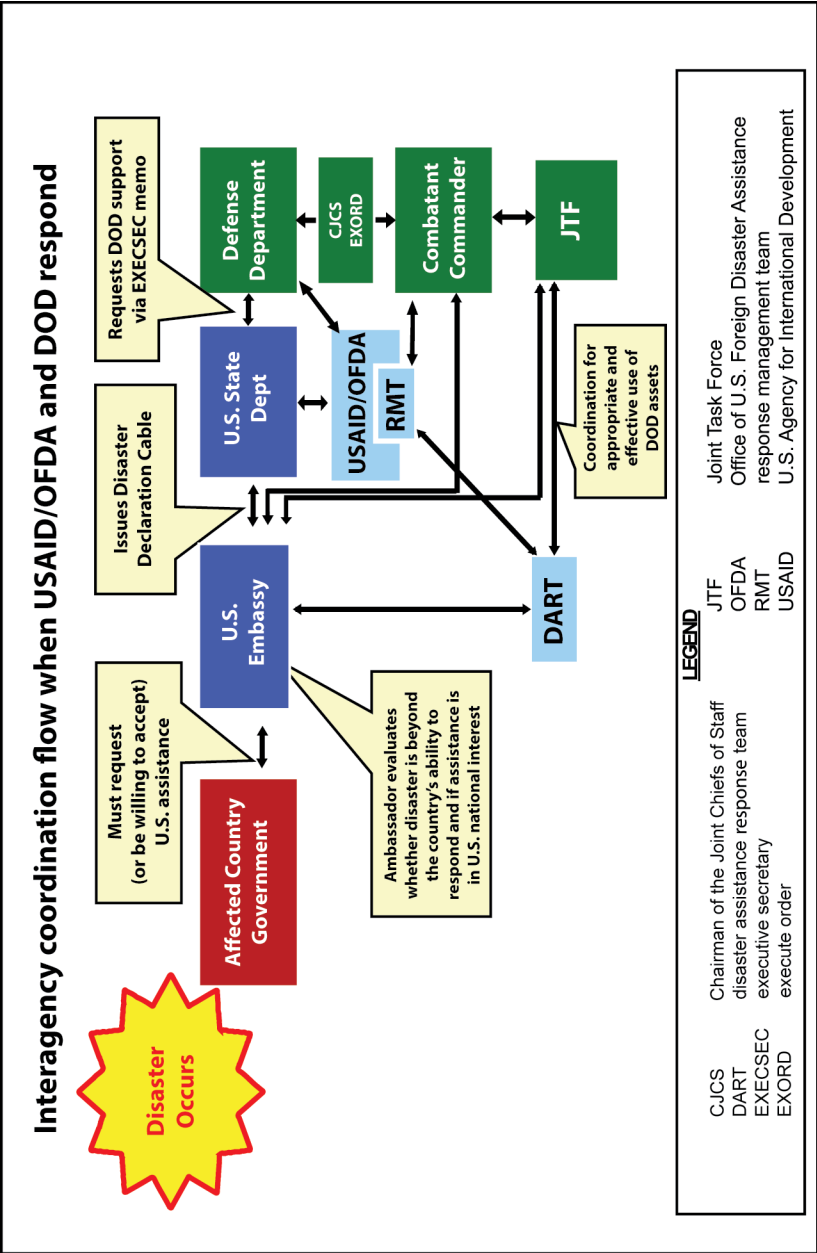 Interagency coordination flow when USAID/OFDA and DOD respond
Disaster
Occurs
Must request
(or be willing to accept)
U.S. assistance
Issues Disaster
Declaration Cable
Requests DOD support
via EXECSEC memo
Affected Country
Government
U.S.
Embassy
U.S. State
Dept
Defense
Department
CJCS
EXORD
USAID/OFDA
RMT
Combatant
Commander
Ambassador evaluates
whether disaster is beyond
the country's ability to
respond and if assistance is
in U.S. national interest
DART
JTF
Coordination for
appropriate and
effective use of
DOD assets
LEGEND
CJCS Chairman of the Joint Chiefs of Staff
DART disaster assistance response team
EXECSEC executive secretary
EXORD execute order
JTF Joint Task Force
OFDA Office of U.S. Foreign Disaster Assistance
RMT response management team
USAID U.S. Agency for International Development